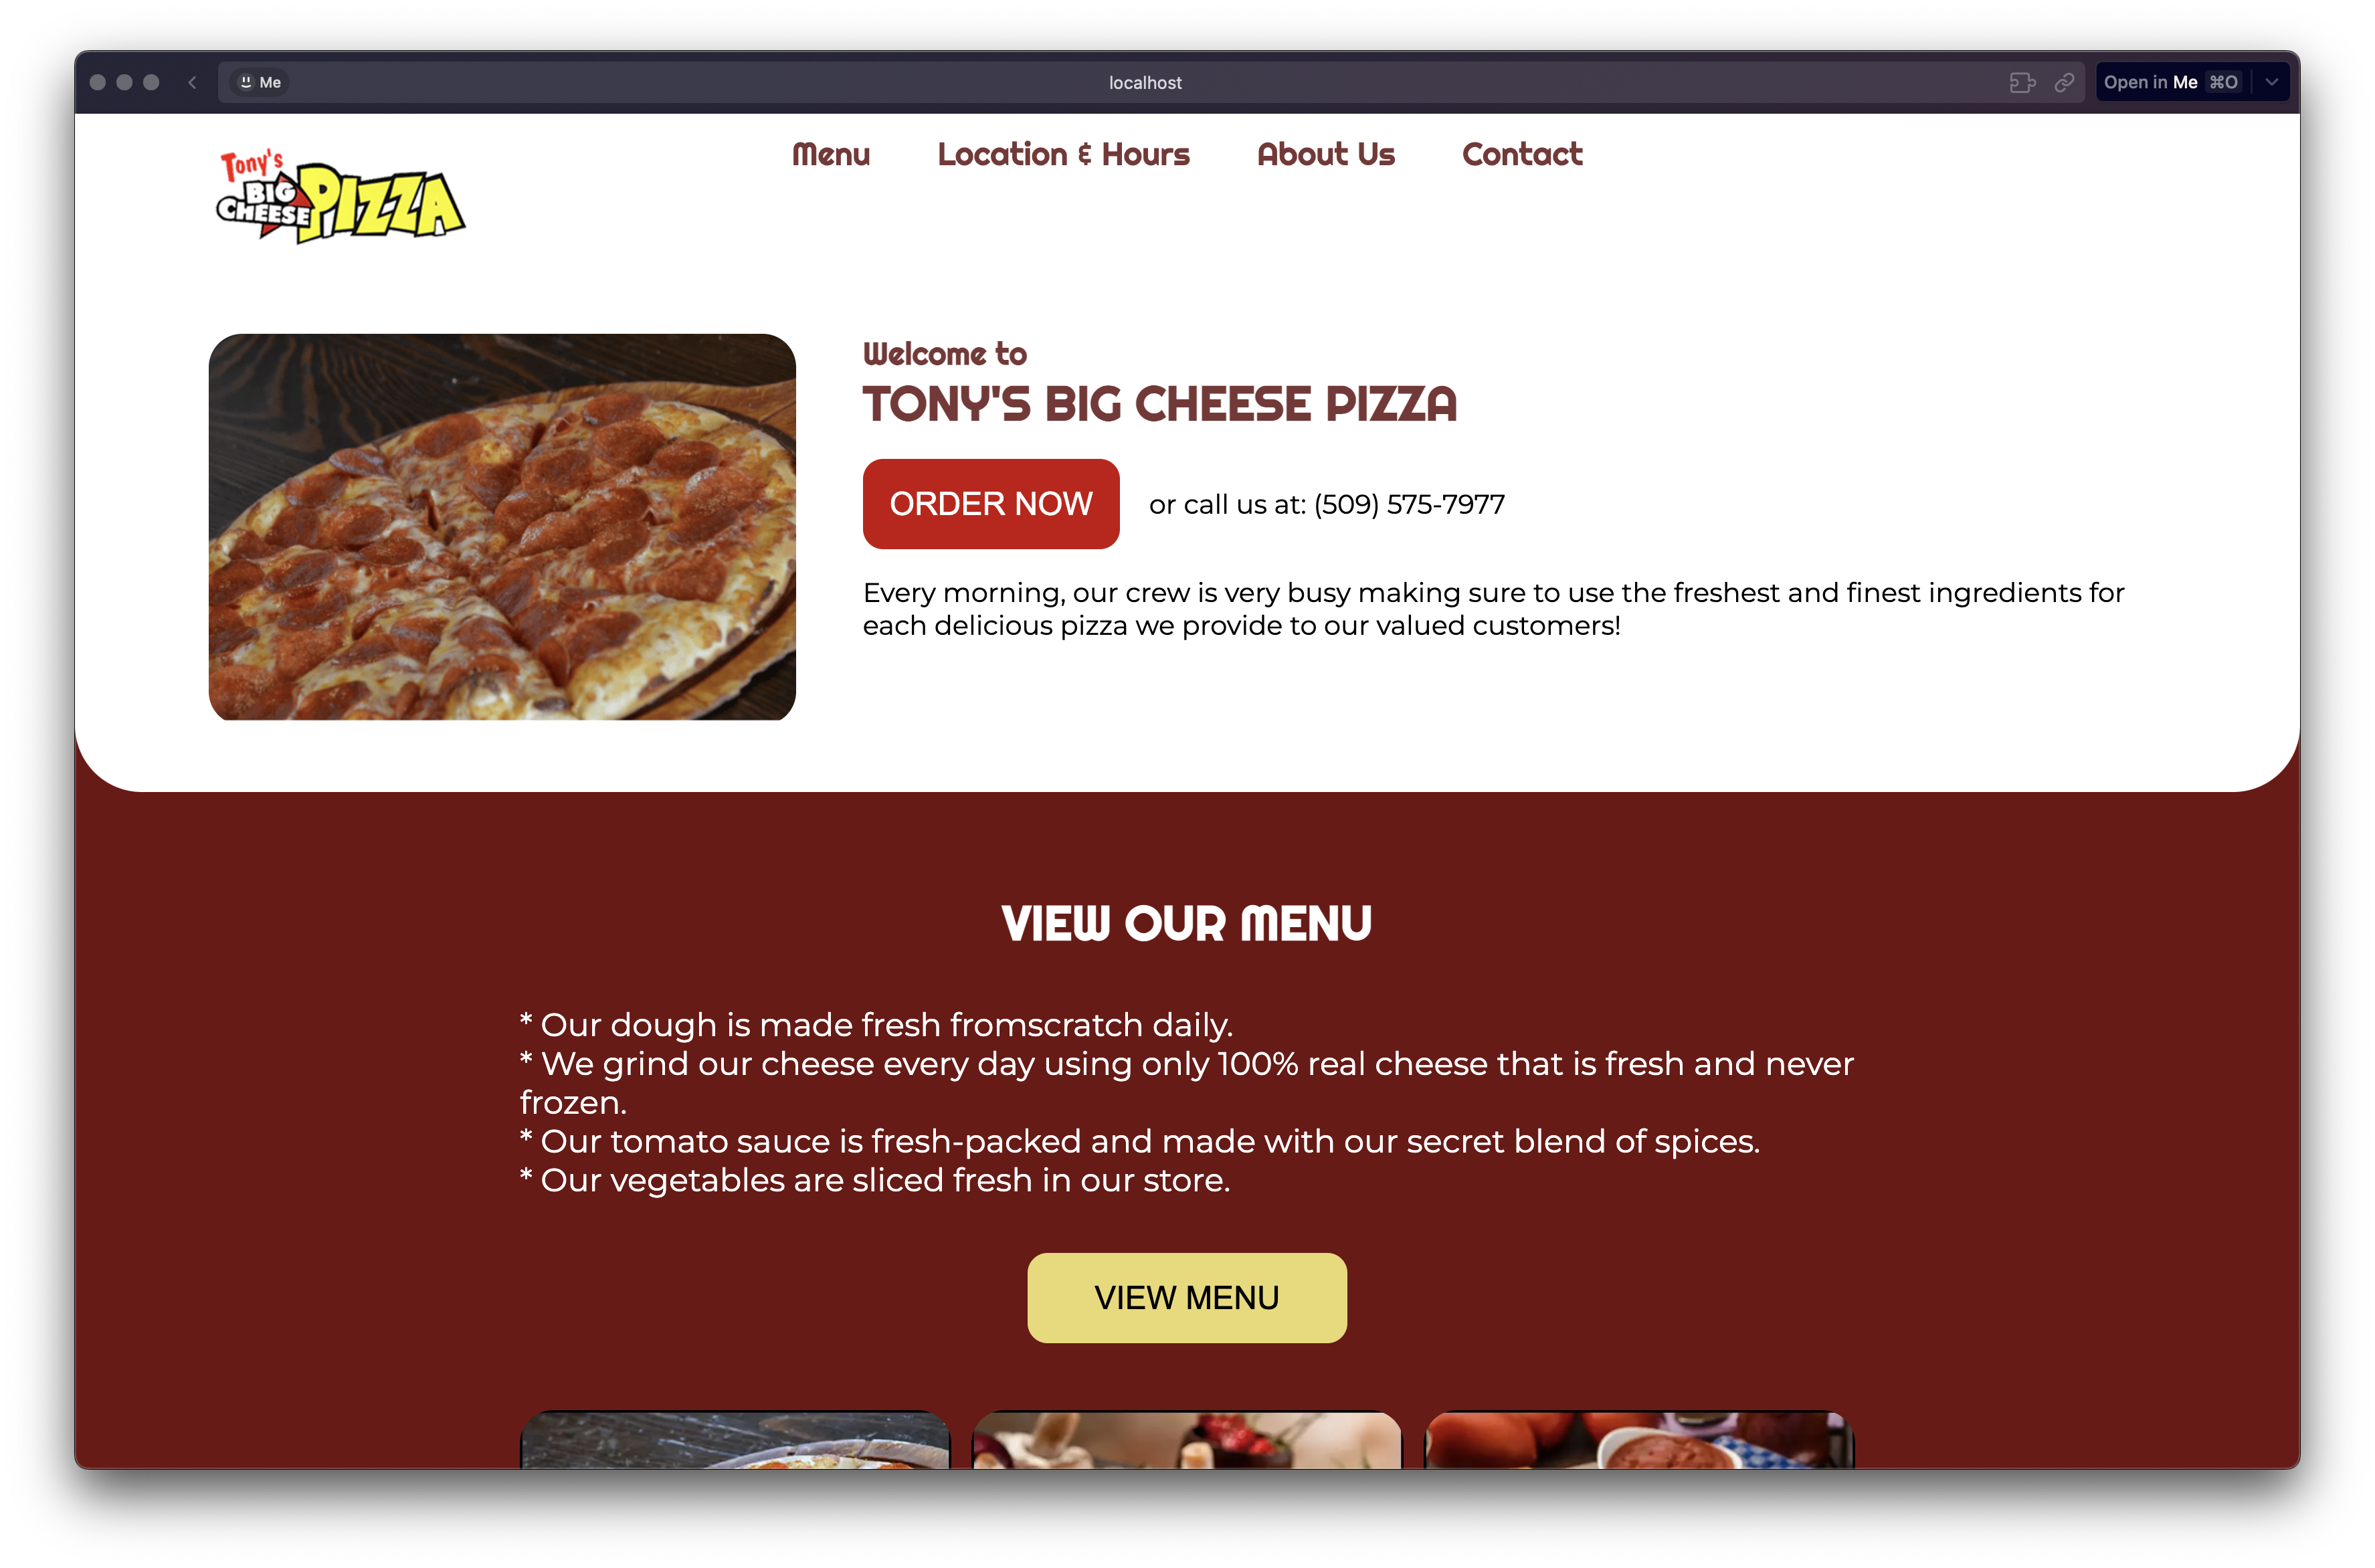 Me
localhost
Open in Me ⌘O
Tony's
BIG
CHEESE
PIZZA
Menu
Location & Hours
About Us
Contact
Welcome to
TONY'S BIG CHEESE PIZZA
ORDER NOW
or call us at: (509) 575-7977
Every morning, our crew is very busy making sure to use the freshest and finest ingredients for
each delicious pizza we provide to our valued customers!
VIEW OUR MENU
* Our dough is made fresh fromscratch daily.
* We grind our cheese every day using only 100% real cheese that is fresh and never
frozen.
* Our tomato sauce is fresh-packed and made with our secret blend of spices.
* Our vegetables are sliced fresh in our store.
VIEW MENU